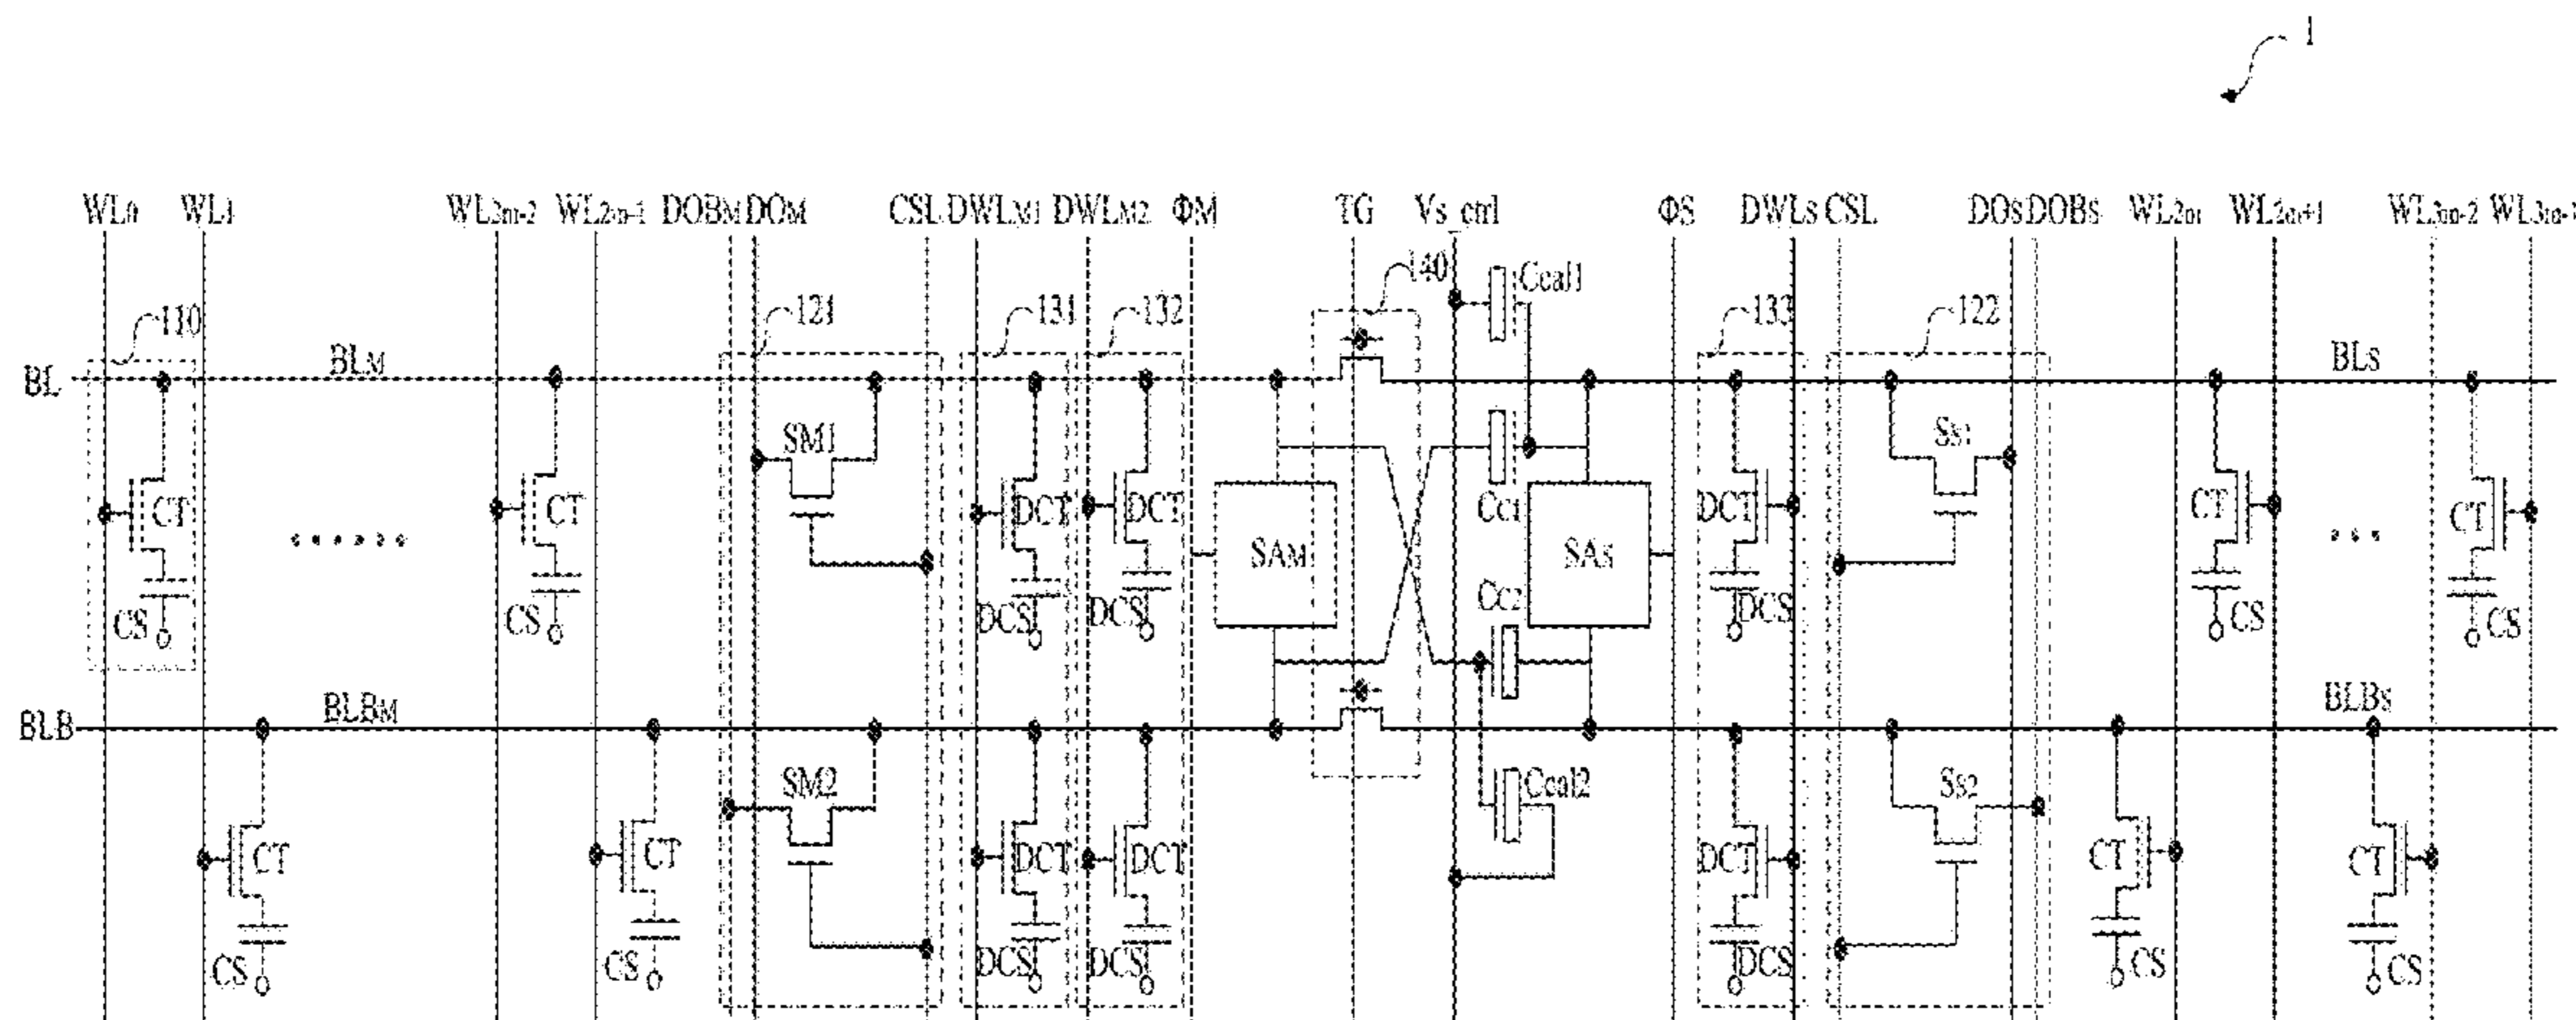 1
WL0 WL1 WL2m-2 WL2m-1 DOBM DOM CSL DWLM1 DWLM2 ΦM TG Vs_ctrl ΦS DWLS CSL DOS DOBS WL2m WL2m+1 WL3m-2 WL3m-1
140 Ccal1
110 121 131 132 133 122
BL BLM BLS
SM1 CC1 SS1
CT CT DCT DCT DCT CT CT
SAM SAS
CS CS DCS DCS CC2 DCS CS CS
BLB BLBM BLBS
SM2 Ccal2 SS2
CT CT DCT DCT DCT CT CT
CS CS DCS DCS DCS CS CS